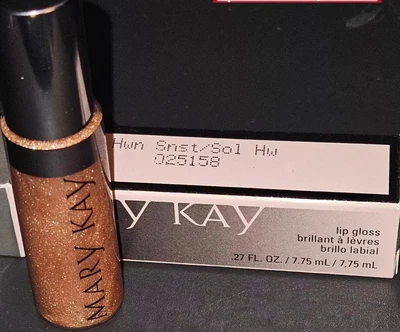 Hwn Snst/Sol Hw
025158
Y KAY
lip gloss
brillant à lèvres
brillo labial
.27 FL. OZ. / 7.75 mL / 7,75 mL
MARY KAY